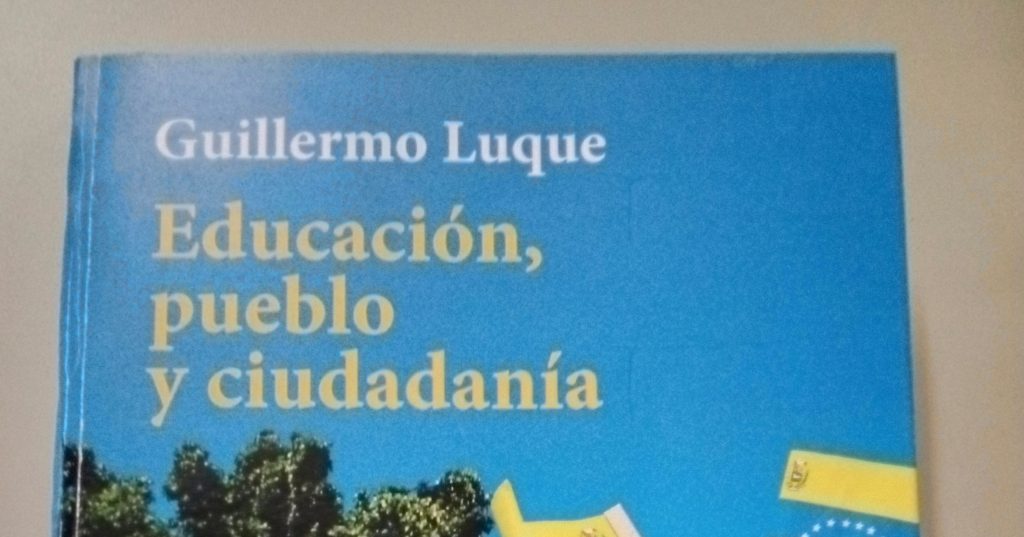 Guillermo Luque
Educación,
pueblo
y ciudadanía